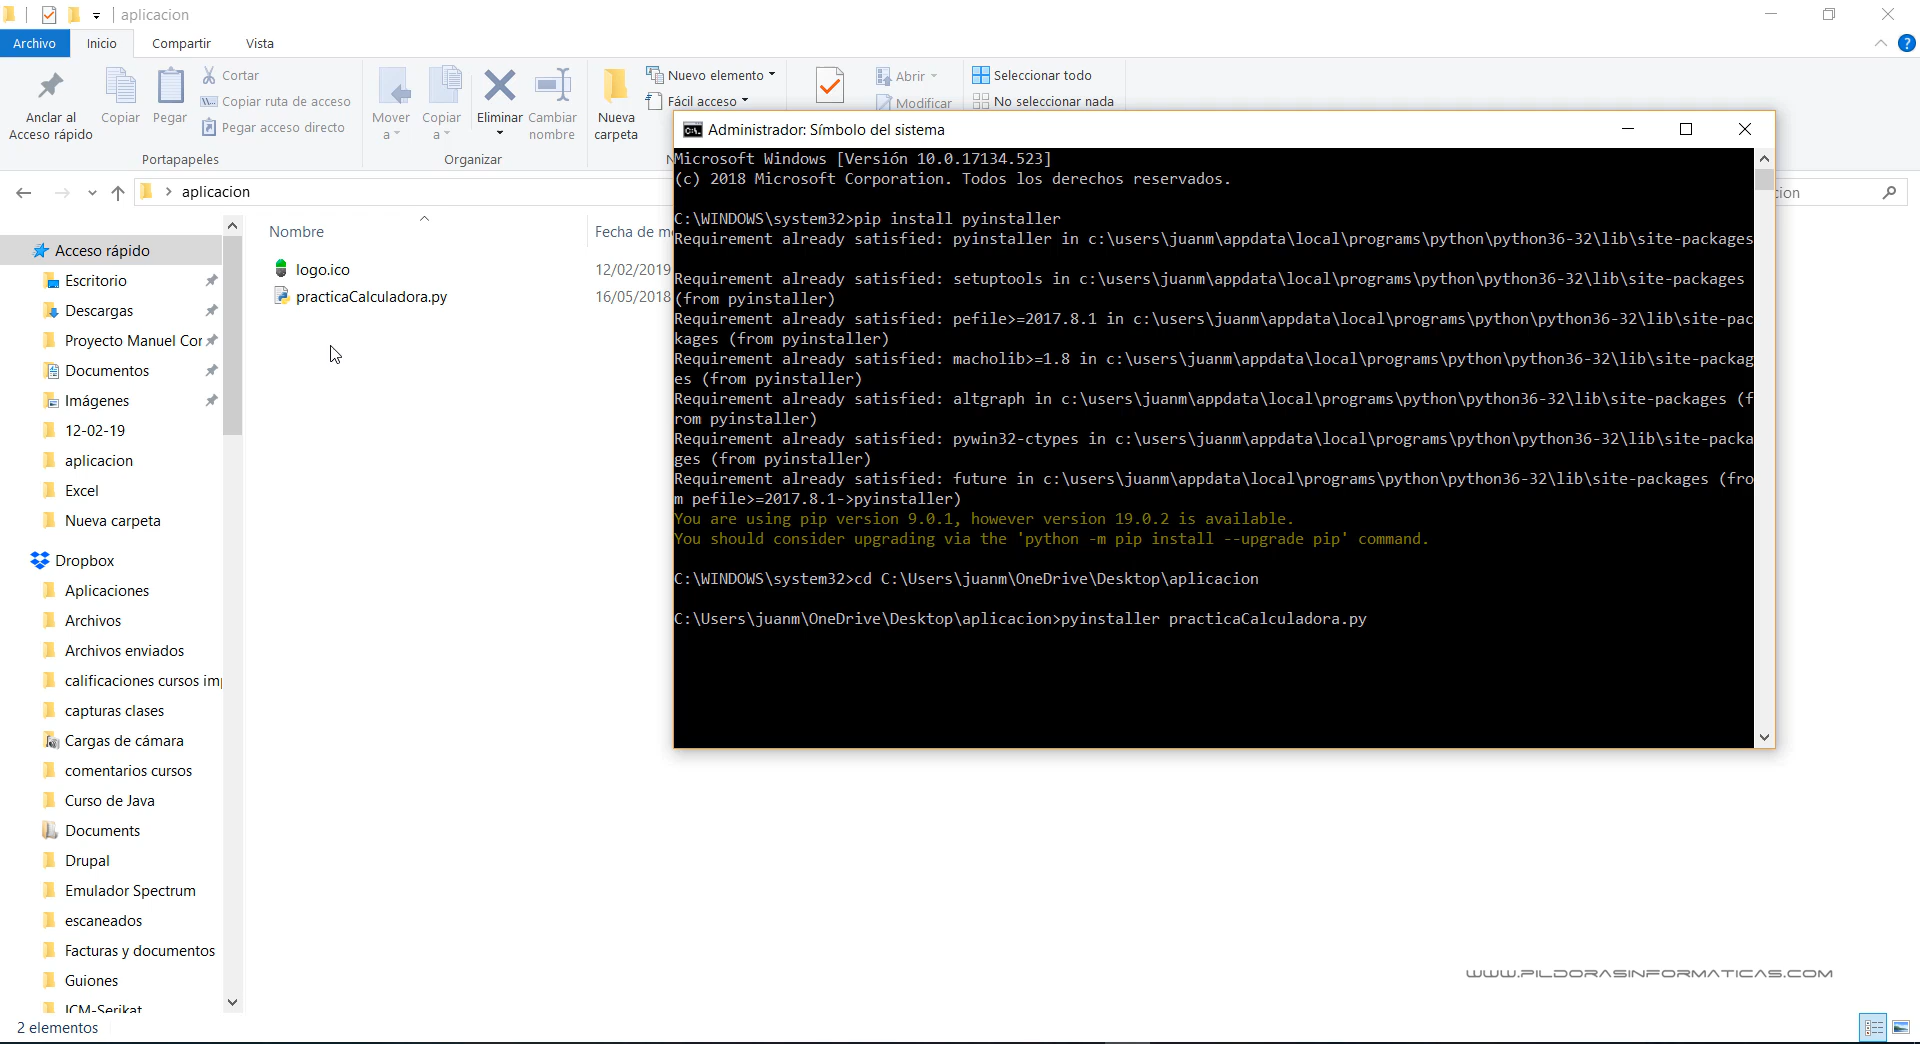 aplicacion
Archivo
Inicio
Compartir
Vista
Anclar al
Acceso rápido
Copiar
Pegar
Cortar
Copiar ruta de acceso
Pegar acceso directo
Portapapeles
Mover
a
Copiar
a
Eliminar
Cambiar
nombre
Organizar
Nueva
carpeta
Nuevo elemento
Fácil acceso
N
Abrir
Modificar
Seleccionar todo
No seleccionar nada
aplicacion
cion
Nombre
Fecha de m
logo.ico
12/02/2019
practicaCalculadora.py
16/05/2018
Acceso rápido
Escritorio
Descargas
Proyecto Manuel Cor
Documentos
Imágenes
12-02-19
aplicacion
Excel
Nueva carpeta
Dropbox
Aplicaciones
Archivos
Archivos enviados
calificaciones cursos im
capturas clases
Cargas de cámara
comentarios cursos
Curso de Java
Documents
Drupal
Emulador Spectrum
escaneados
Facturas y documentos
Guiones
ICM-Serikat
2 elementos
Administrador: Símbolo del sistema
Microsoft Windows [Versión 10.0.17134.523]
(c) 2018 Microsoft Corporation. Todos los derechos reservados.
C:\WINDOWS\system32>pip install pyinstaller
Requirement already satisfied: pyinstaller in c:\users\juanm\appdata\local\programs\python\python36-32\lib\site-packages
Requirement already satisfied: setuptools in c:\users\juanm\appdata\local\programs\python\python36-32\lib\site-packages
(from pyinstaller)
Requirement already satisfied: pefile>=2017.8.1 in c:\users\juanm\appdata\local\programs\python\python36-32\lib\site-pac
kages (from pyinstaller)
Requirement already satisfied: macholib>=1.8 in c:\users\juanm\appdata\local\programs\python\python36-32\lib\site-packag
es (from pyinstaller)
Requirement already satisfied: altgraph in c:\users\juanm\appdata\local\programs\python\python36-32\lib\site-packages (f
rom pyinstaller)
Requirement already satisfied: pywin32-ctypes in c:\users\juanm\appdata\local\programs\python\python36-32\lib\site-packa
ges (from pyinstaller)
Requirement already satisfied: future in c:\users\juanm\appdata\local\programs\python\python36-32\lib\site-packages (fro
m pefile>=2017.8.1->pyinstaller)
You are using pip version 9.0.1, however version 19.0.2 is available.
You should consider upgrading via the 'python -m pip install --upgrade pip' command.
C:\WINDOWS\system32>cd C:\Users\juanm\OneDrive\Desktop\aplicacion
C:\Users\juanm\OneDrive\Desktop\aplicacion>pyinstaller practicaCalculadora.py
WWW.PILDORASINFORMATICAS.COM